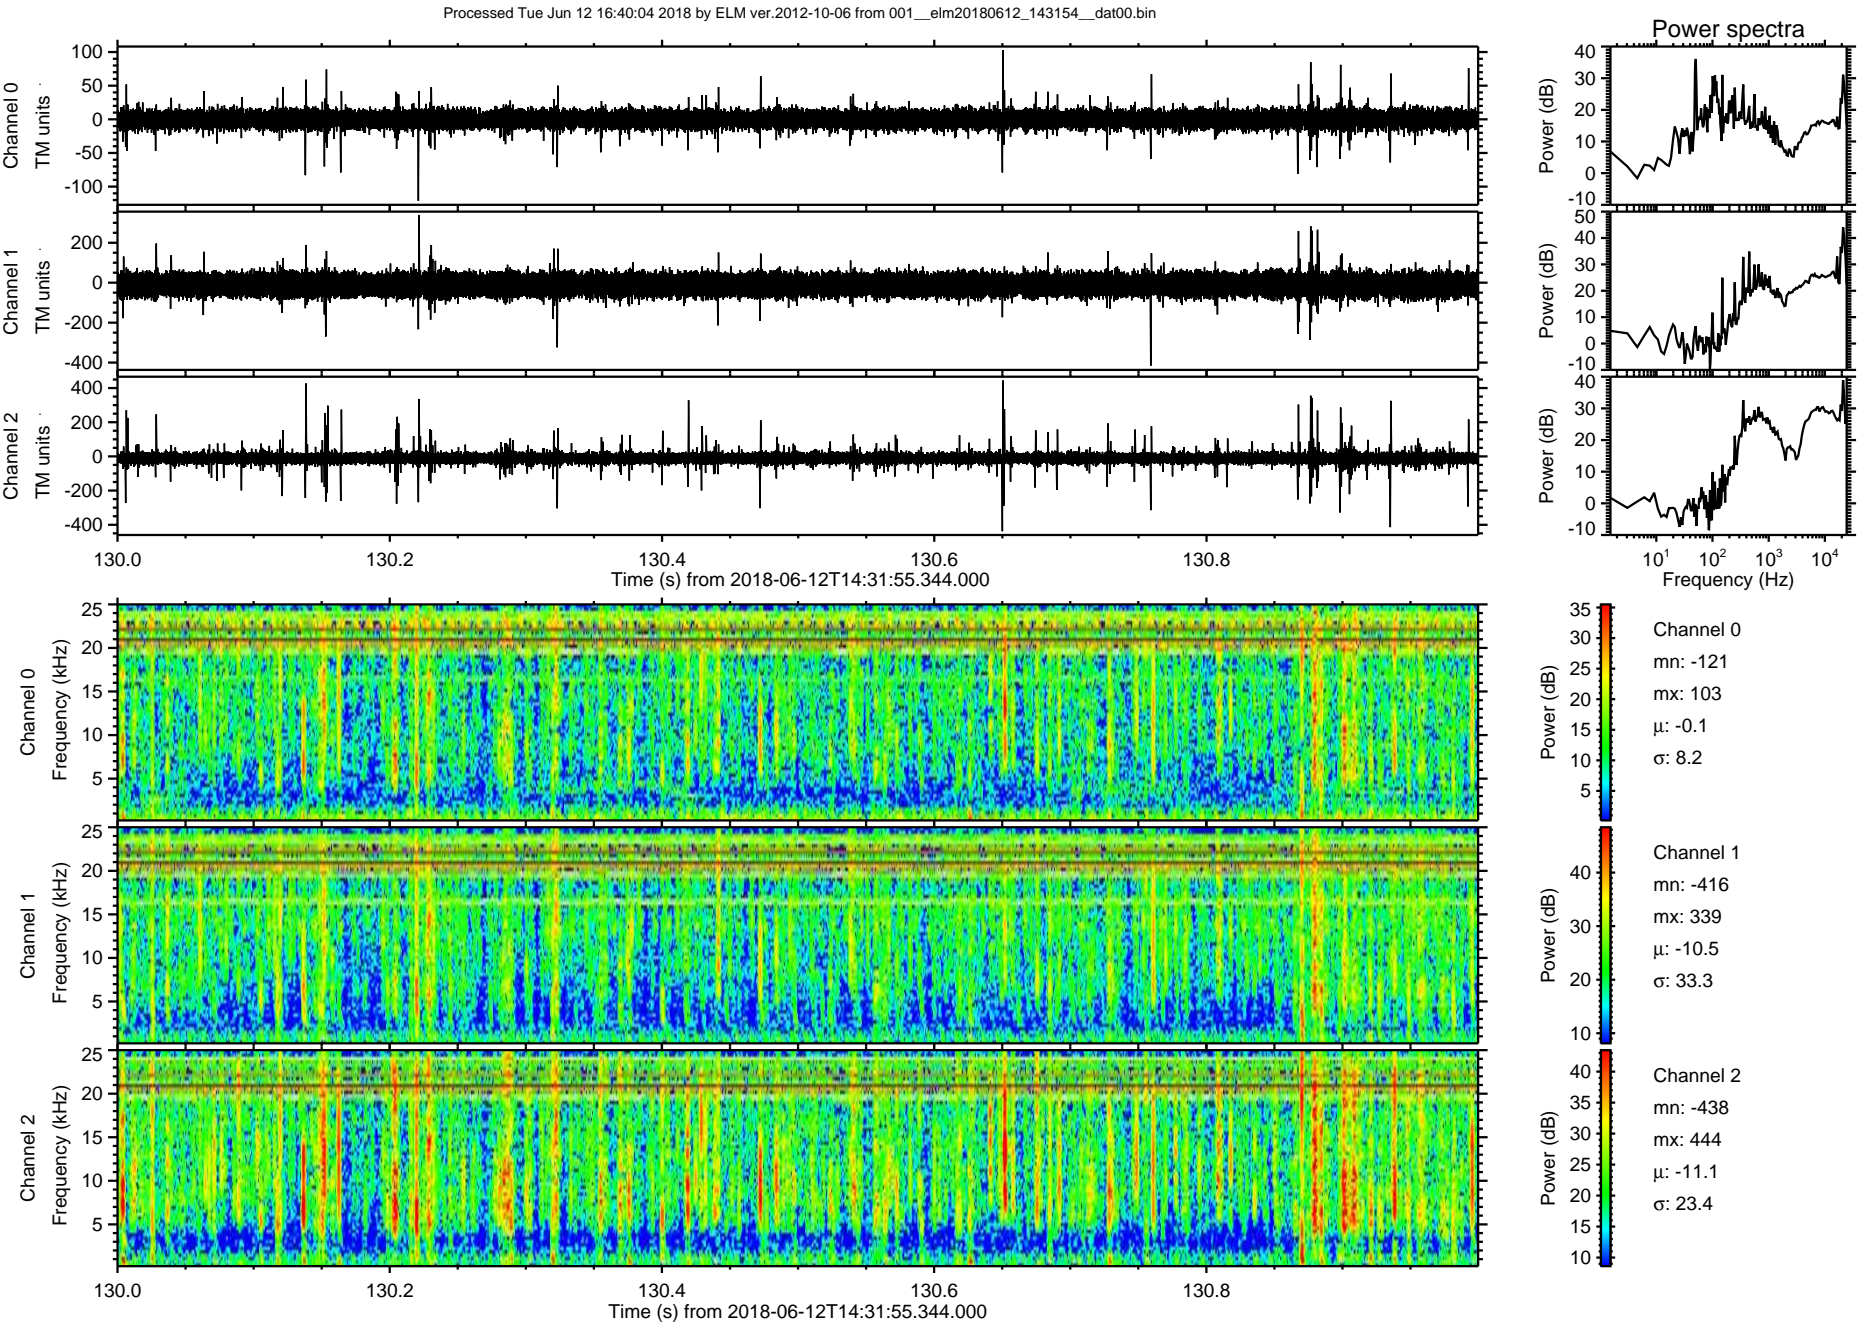 Processed Tue Jun 12 16:40:04 2018 by ELM ver.2012-10-06 from 001__elm20180612_143154__dat00.bin
Power spectra
Channel 0
TM units
100
50
0
-50
-100
Power (dB)
40
30
20
10
0
-10
Channel 1
TM units
200
0
-200
-400
Power (dB)
50
40
30
20
10
0
-10
Channel 2
TM units
400
200
0
-200
-400
Power (dB)
40
30
20
10
0
-10
130.0 130.2 130.4 130.6 130.8
Time (s) from 2018-06-12T14:31:55.344.000
10¹ 10² 10³ 10⁴
Frequency (Hz)
Channel 0
Frequency (kHz)
25
20
15
10
5
Power (dB)
35
30
25
20
15
10
5
Channel 0
mn: -121
mx: 103
μ: -0.1
σ: 8.2
Channel 1
Frequency (kHz)
25
20
15
10
5
Power (dB)
40
30
20
10
Channel 1
mn: -416
mx: 339
μ: -10.5
σ: 33.3
Channel 2
Frequency (kHz)
25
20
15
10
5
Power (dB)
40
35
30
25
20
15
10
Channel 2
mn: -438
mx: 444
μ: -11.1
σ: 23.4
130.0 130.2 130.4 130.6 130.8
Time (s) from 2018-06-12T14:31:55.344.000